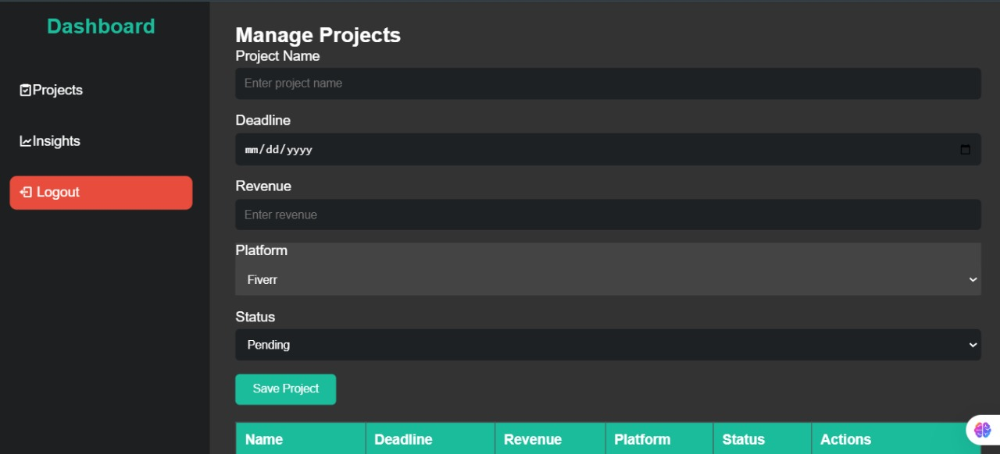 Dashboard
Projects
Insights
Logout
Manage Projects
Project Name
Enter project name
Deadline
mm/dd/yyyy
Revenue
Enter revenue
Platform
Fiverr
Status
Pending
Save Project
Name Deadline Revenue Platform Status Actions